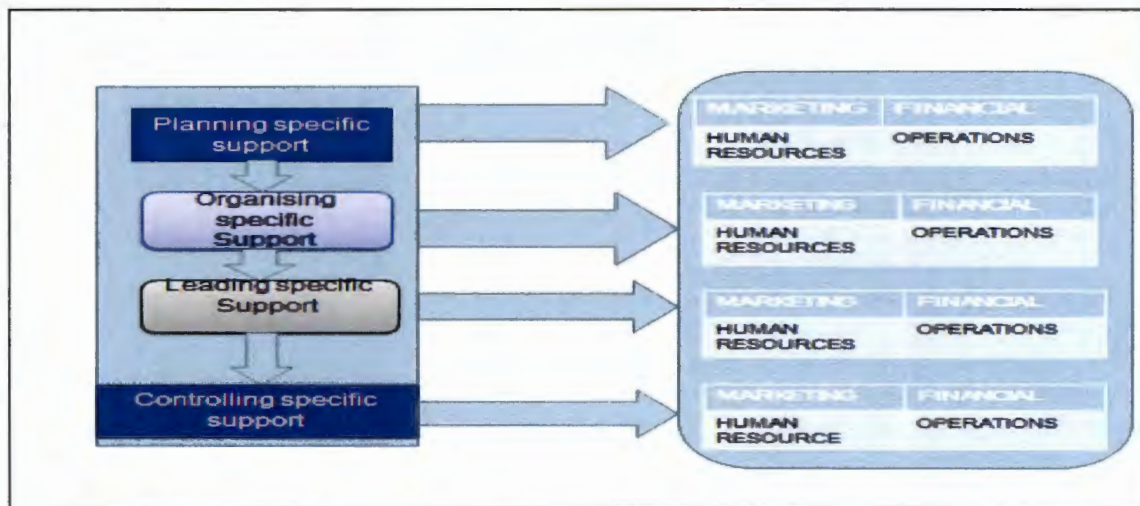 Planning specific
support
Organising
specific
Support
Leading specific
Support
Controlling specific
support
MARKETING FINANCIAL
HUMAN
RESOURCES OPERATIONS
MARKETING FINANCIAL
HUMAN
RESOURCES OPERATIONS
MARKETING FINANCIAL
HUMAN
RESOURCES OPERATIONS
MARKETING FINANCIAL
HUMAN
RESOURCE OPERATIONS